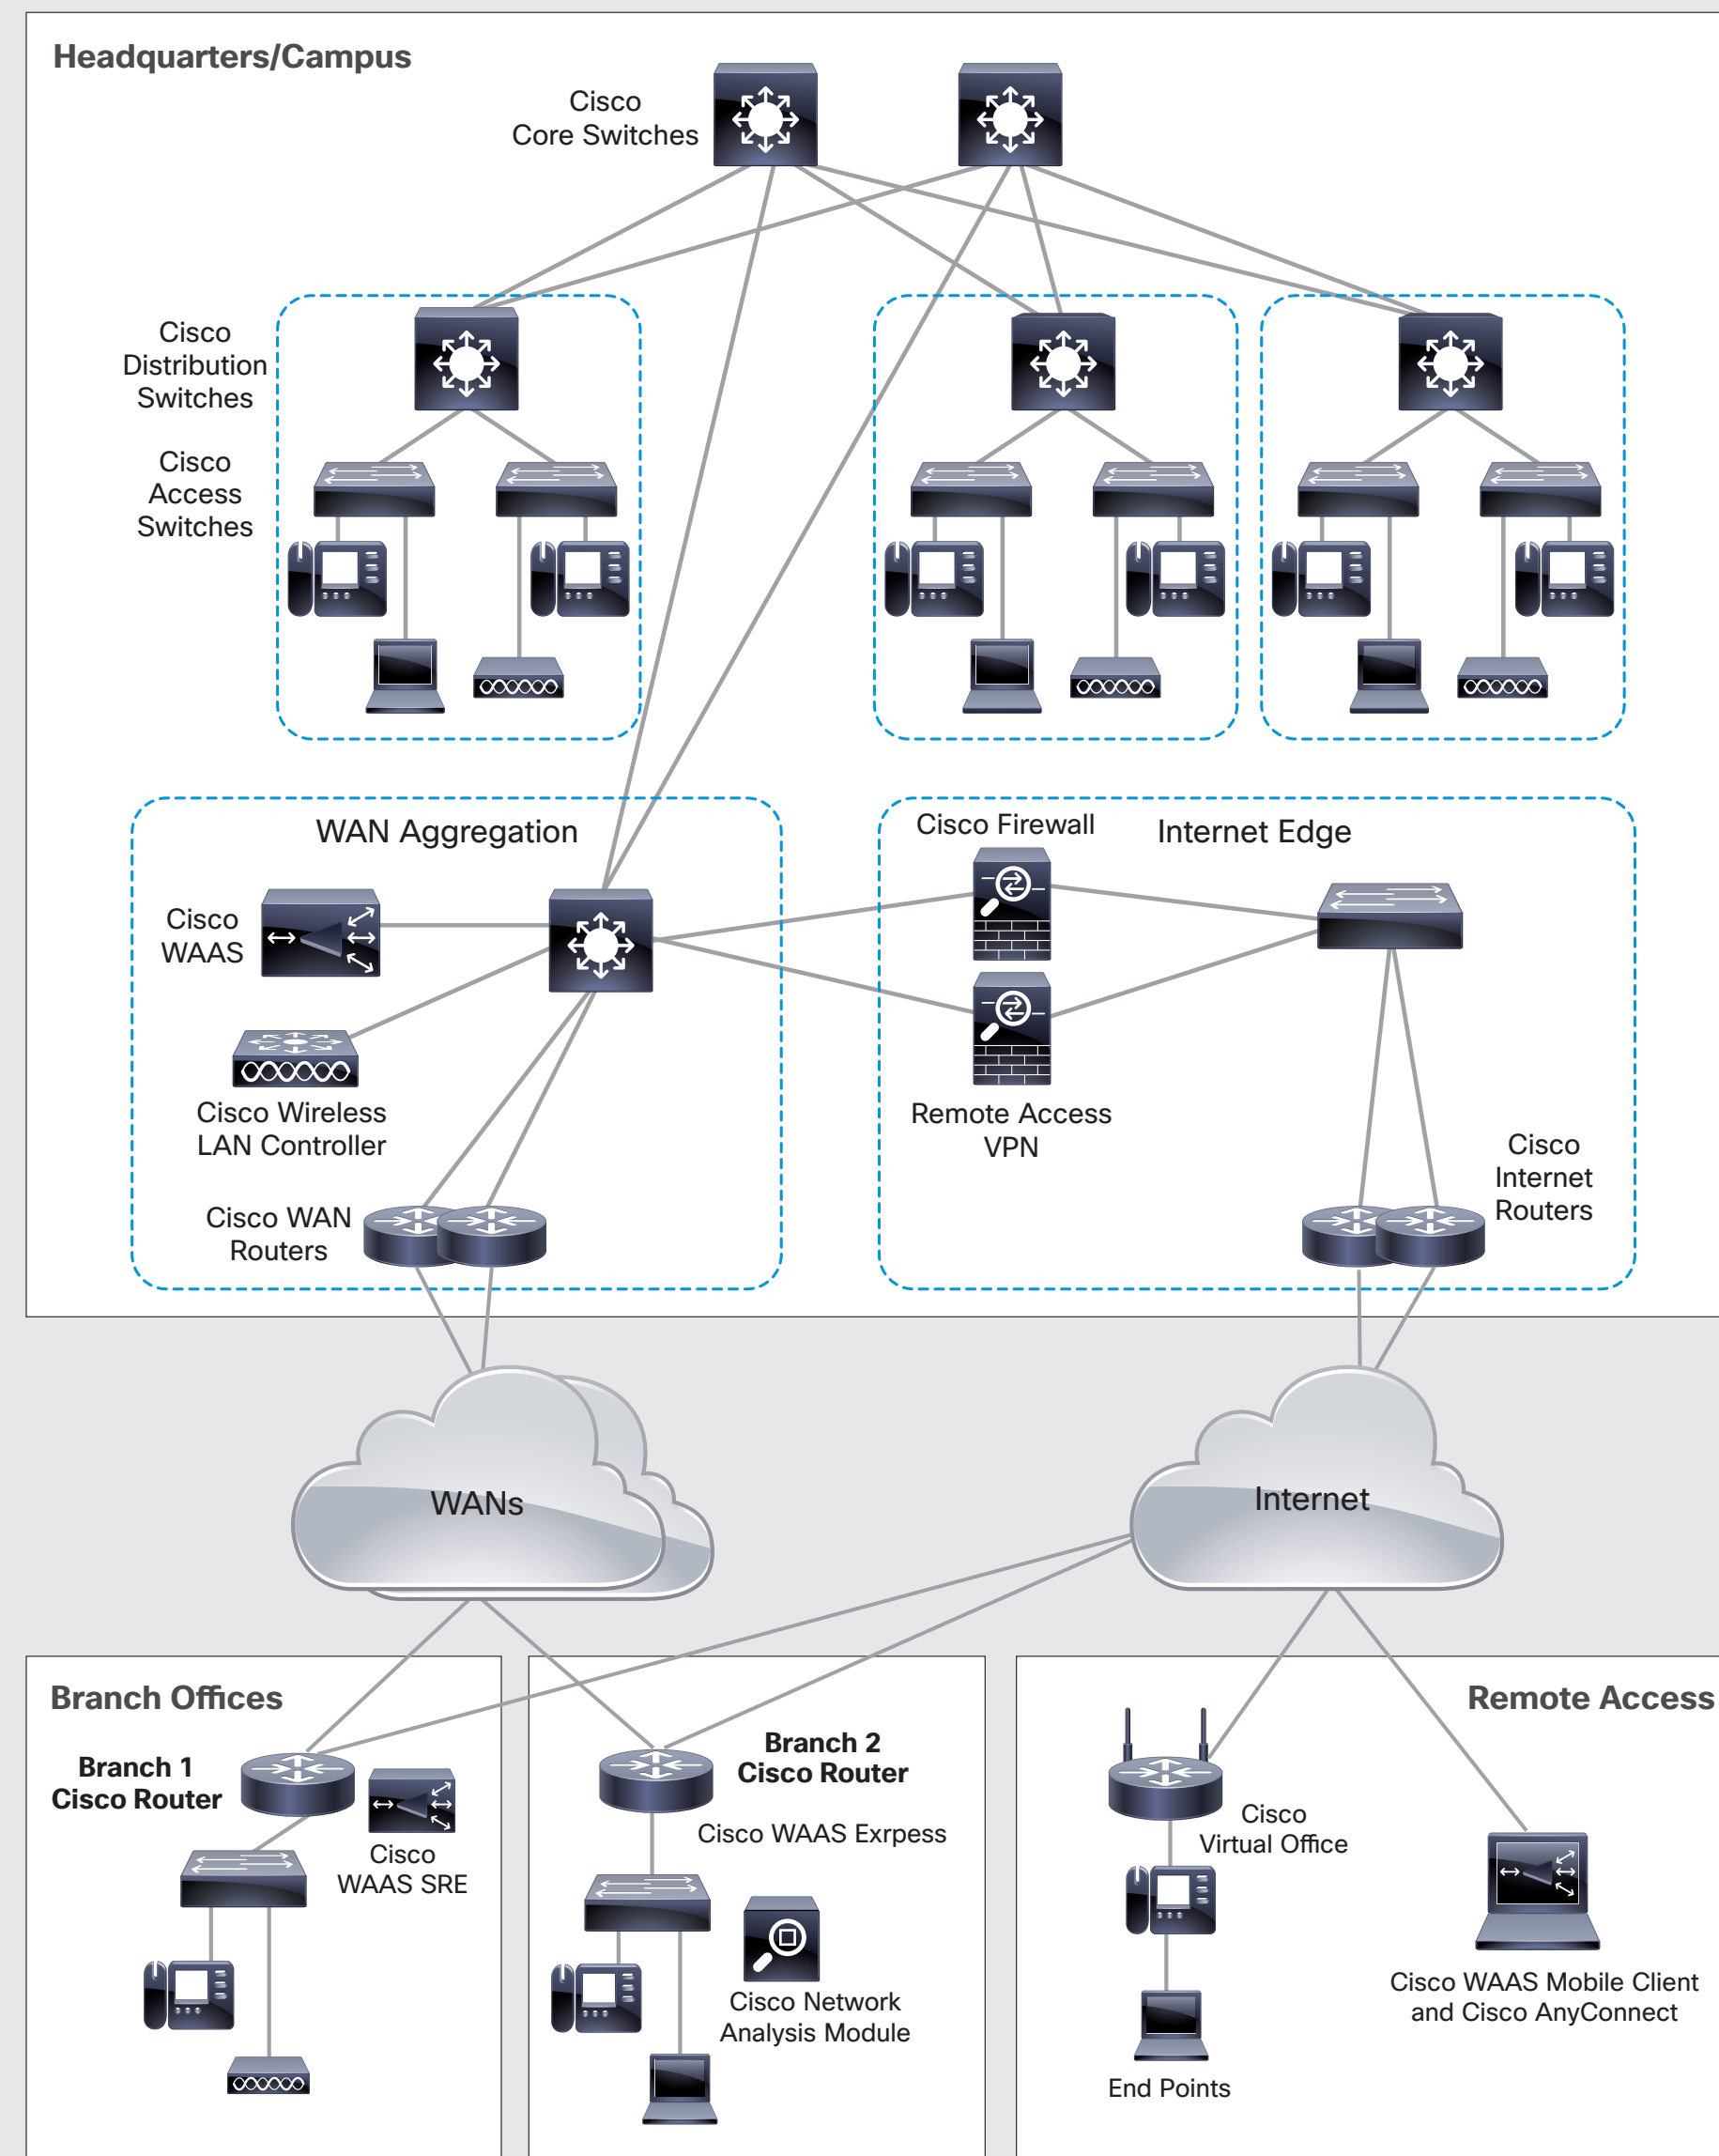 Headquarters/Campus
Cisco
Core Switches
Cisco
Distribution
Switches
Cisco
Access
Switches
WAN Aggregation
Cisco Firewall
Internet Edge
Cisco
WAAS
Cisco Wireless
LAN Controller
Remote Access
VPN
Cisco
Internet
Routers
Cisco WAN
Routers
WANs
Internet
Branch Offices
Branch 1
Cisco Router
Cisco
WAAS SRE
Branch 2
Cisco Router
Cisco WAAS Exrpess
Cisco Network
Analysis Module
Remote Access
Cisco
Virtual Office
End Points
Cisco WAAS Mobile Client
and Cisco AnyConnect